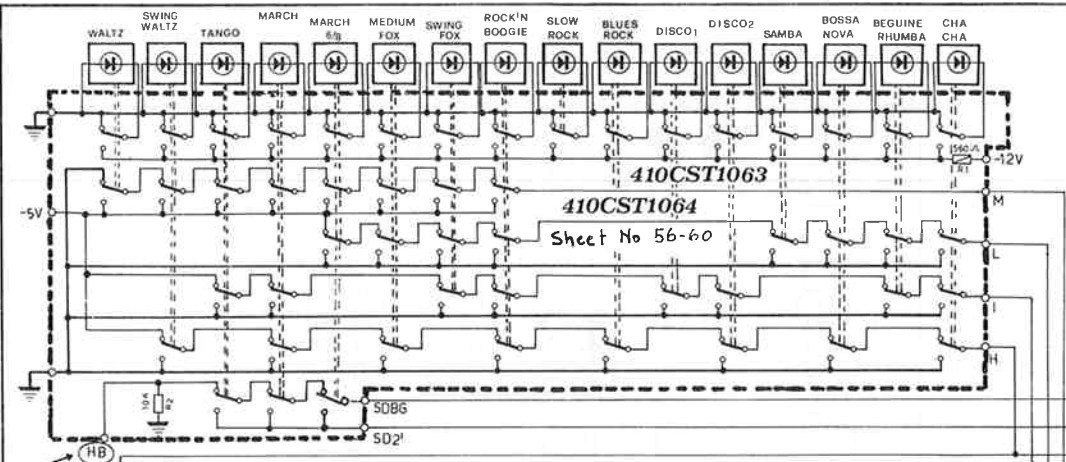 WALTZ
SWING
WALTZ
TANGO
MARCH
MARCH
6/8
MEDIUM
FOX
SWING
FOX
ROCK'N
BOOGIE
SLOW
ROCK
BLUES
ROCK
DISCO1
DISCO2
SAMBA
BOSSA
NOVA
BEGUINE
RHUMBA
CHA
CHA
560Ω
R1
-12V
410CST1063
M
-5V
410CST1064
Sheet No 56-60
L
I
H
10K
R2
SDBG
SD2'
HB